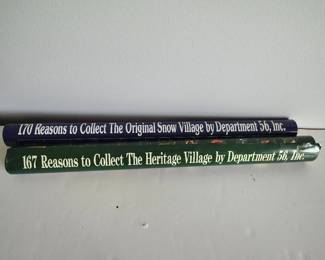 170 Reasons to Collect The Original Snow Village by Department 56, Inc.
167 Reasons to Collect The Heritage Village by Department 56, Inc.